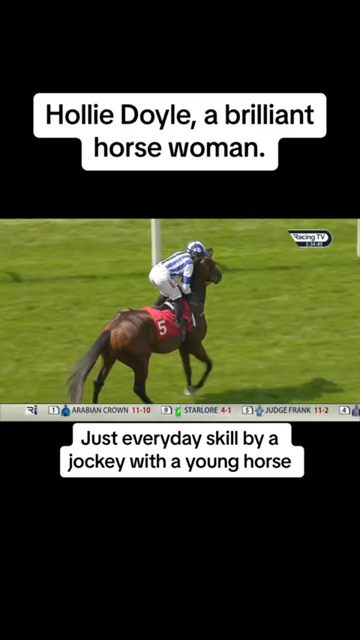 Hollie Doyle, a brilliant
horse woman.
Racing TV
5
1 ARABIAN CROWN 11-10 9 STARLORE 4-1 5 JUDGE FRANK 11-2 4
Just everyday skill by a
jockey with a young horse